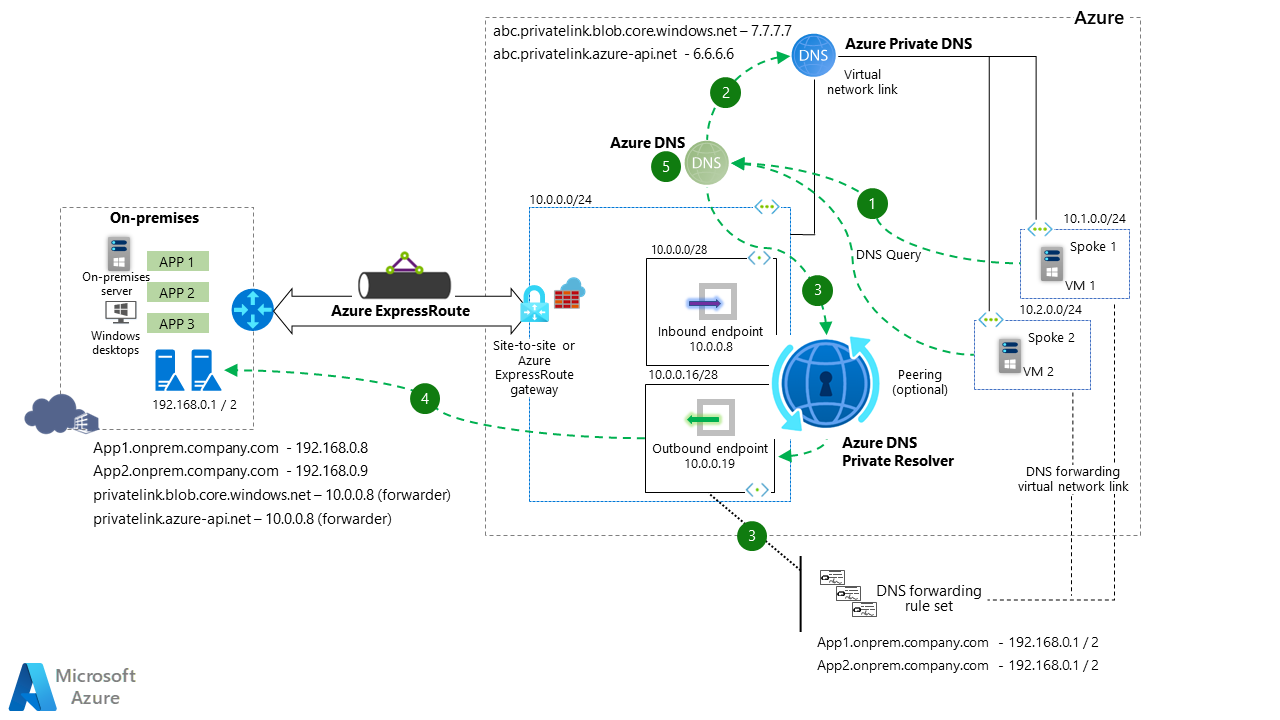 Azure
abc.privatelink.blob.core.windows.net – 7.7.7.7
abc.privatelink.azure-api.net - 6.6.6.6
DNS
Azure Private DNS
Virtual
network link
2
Azure DNS
5
DNS
1
10.0.0.0/24
On-premises
On-premises
server
Windows
desktops
APP 1
APP 2
APP 3
192.168.0.1 / 2
Azure ExpressRoute
Site-to-site or
Azure
ExpressRoute
gateway
10.0.0.0/28
Inbound endpoint
10.0.0.8
10.0.0.16/28
Outbound endpoint
10.0.0.19
3
DNS Query
10.1.0.0/24
Spoke 1
VM 1
10.2.0.0/24
Spoke 2
VM 2
Peering
(optional)
Azure DNS
Private Resolver
4
App1.onprem.company.com - 192.168.0.8
App2.onprem.company.com - 192.168.0.9
privatelink.blob.core.windows.net – 10.0.0.8 (forwarder)
privatelink.azure-api.net – 10.0.0.8 (forwarder)
DNS forwarding
virtual network link
3
DNS forwarding
rule set
App1.onprem.company.com - 192.168.0.1 / 2
App2.onprem.company.com - 192.168.0.1 / 2
Microsoft
Azure